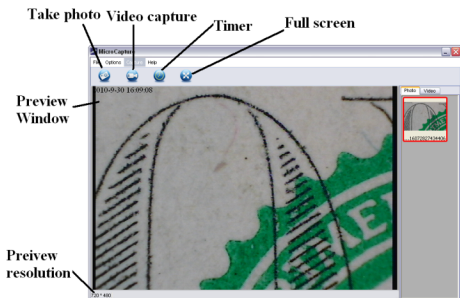 Take photo
Video capture
Timer
Full screen
MicroCapture
File Options Help
Preview
Window
010-9-30 16:09:08
Photo Video
Preivew
resolution
720*480